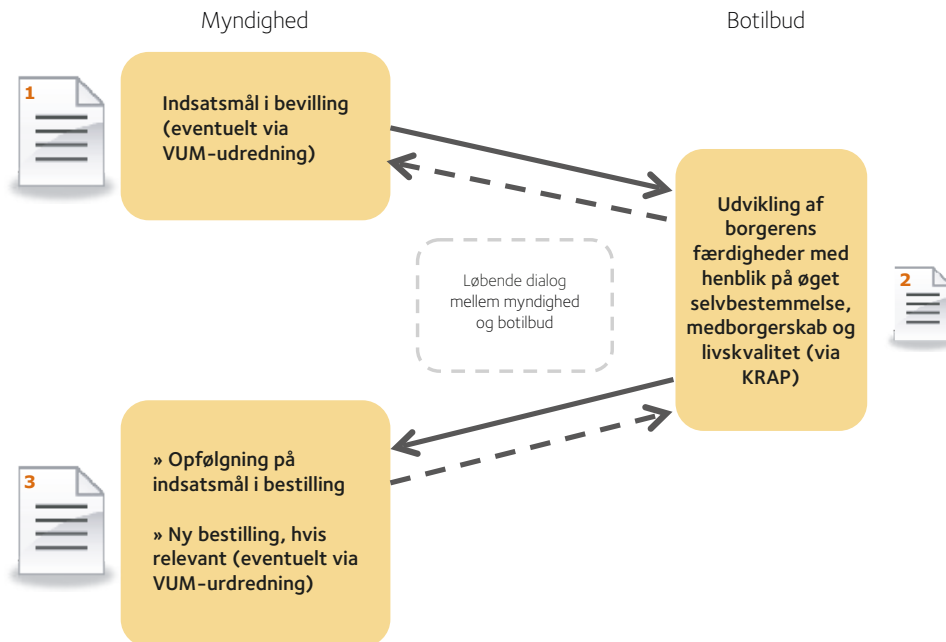 Myndighed
Botilbud
1
Indsatsmål i bevilling
(eventuelt via
VUM-udredning)
Udvikling af
borgerens
færdigheder med
henblik på øget
selvbestemmelse,
medborgerskab og
livskvalitet (via
KRAP)
2
Løbende dialog
mellem myndighed
og botilbud
3
» Opfølgning på
indsatsmål i bestilling
» Ny bestilling, hvis
relevant (eventuelt via
VUM-urdredning)